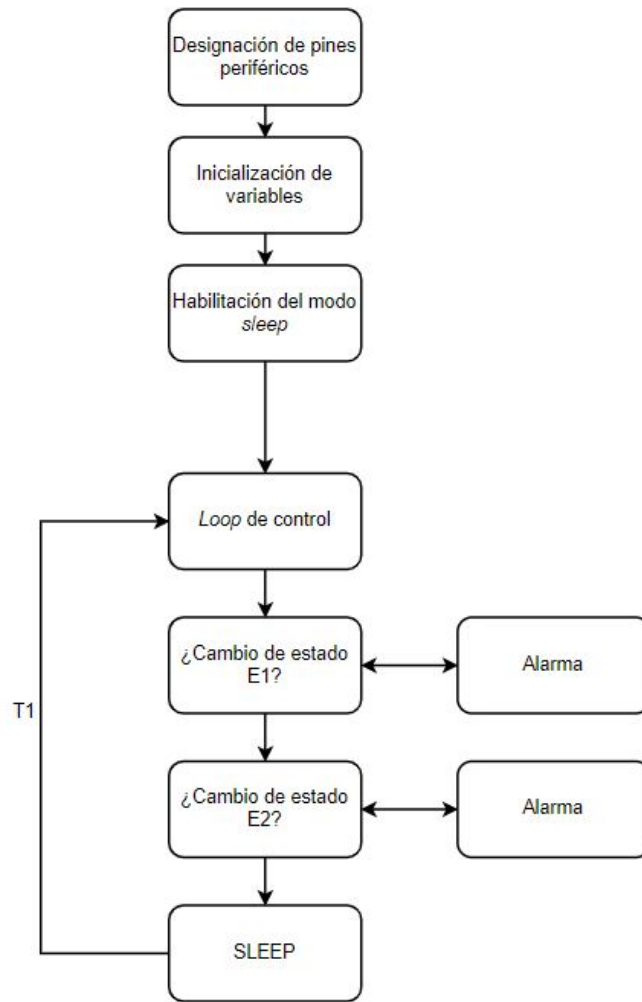 Designación de pines
periféricos
Inicialización de
variables
Habilitación del modo
sleep
Loop de control
¿Cambio de estado
E1?
Alarma
T1
¿Cambio de estado
E2?
Alarma
SLEEP